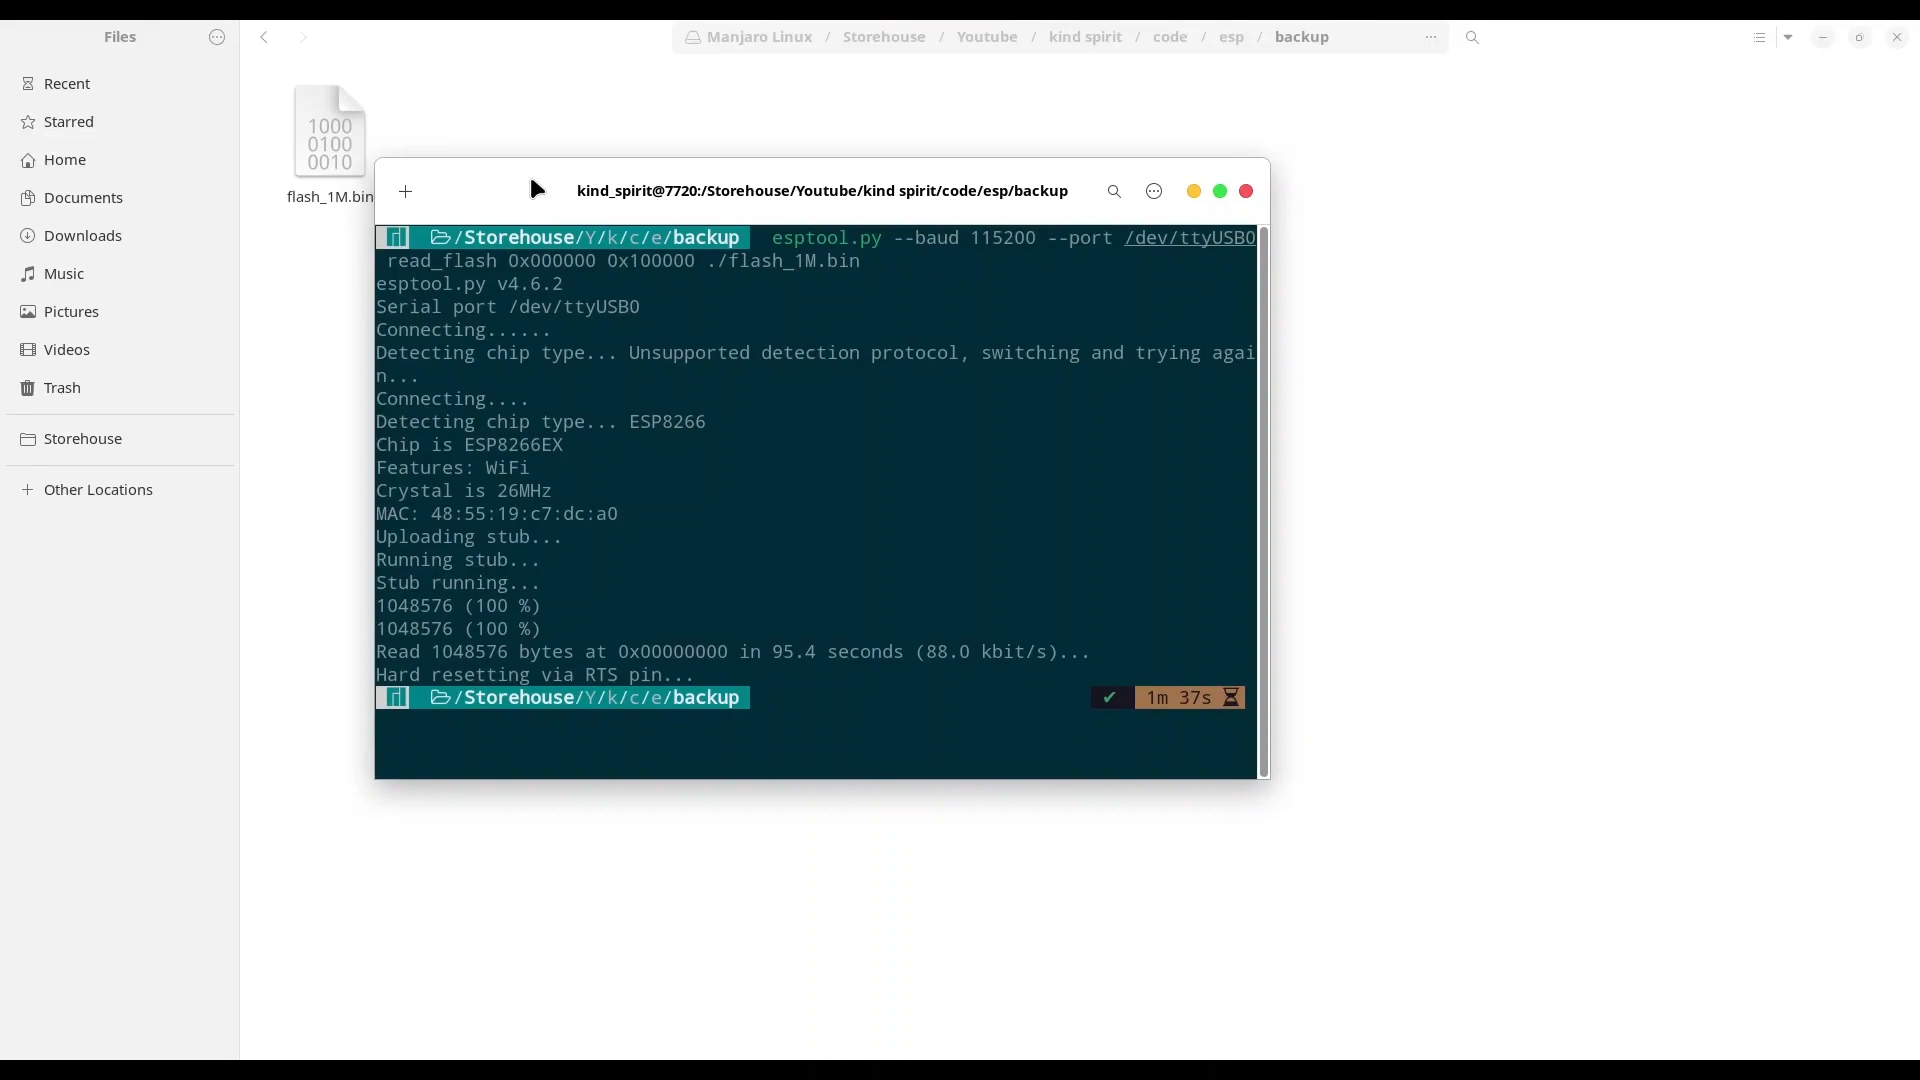 Files
Manjaro Linux / Storehouse / Youtube / kind spirit / code / esp / backup
Recent
Starred
Home
Documents
Downloads
Music
Pictures
Videos
Trash
Storehouse
Other Locations
1000
0100
0010
flash_1M.bin
kind_spirit@7720:/Storehouse/Youtube/kind spirit/code/esp/backup
/Storehouse/Y/k/c/e/backup esptool.py --baud 115200 --port /dev/ttyUSB0
read_flash 0x000000 0x100000 ./flash_1M.bin
esptool.py v4.6.2
Serial port /dev/ttyUSB0
Connecting......
Detecting chip type... Unsupported detection protocol, switching and trying agai
n...
Connecting....
Detecting chip type... ESP8266
Chip is ESP8266EX
Features: WiFi
Crystal is 26MHz
MAC: 48:55:19:c7:dc:a0
Uploading stub...
Running stub...
Stub running...
1048576 (100 %)
1048576 (100 %)
Read 1048576 bytes at 0x00000000 in 95.4 seconds (88.0 kbit/s)...
Hard resetting via RTS pin...
/Storehouse/Y/k/c/e/backup ✔ 1m 37s